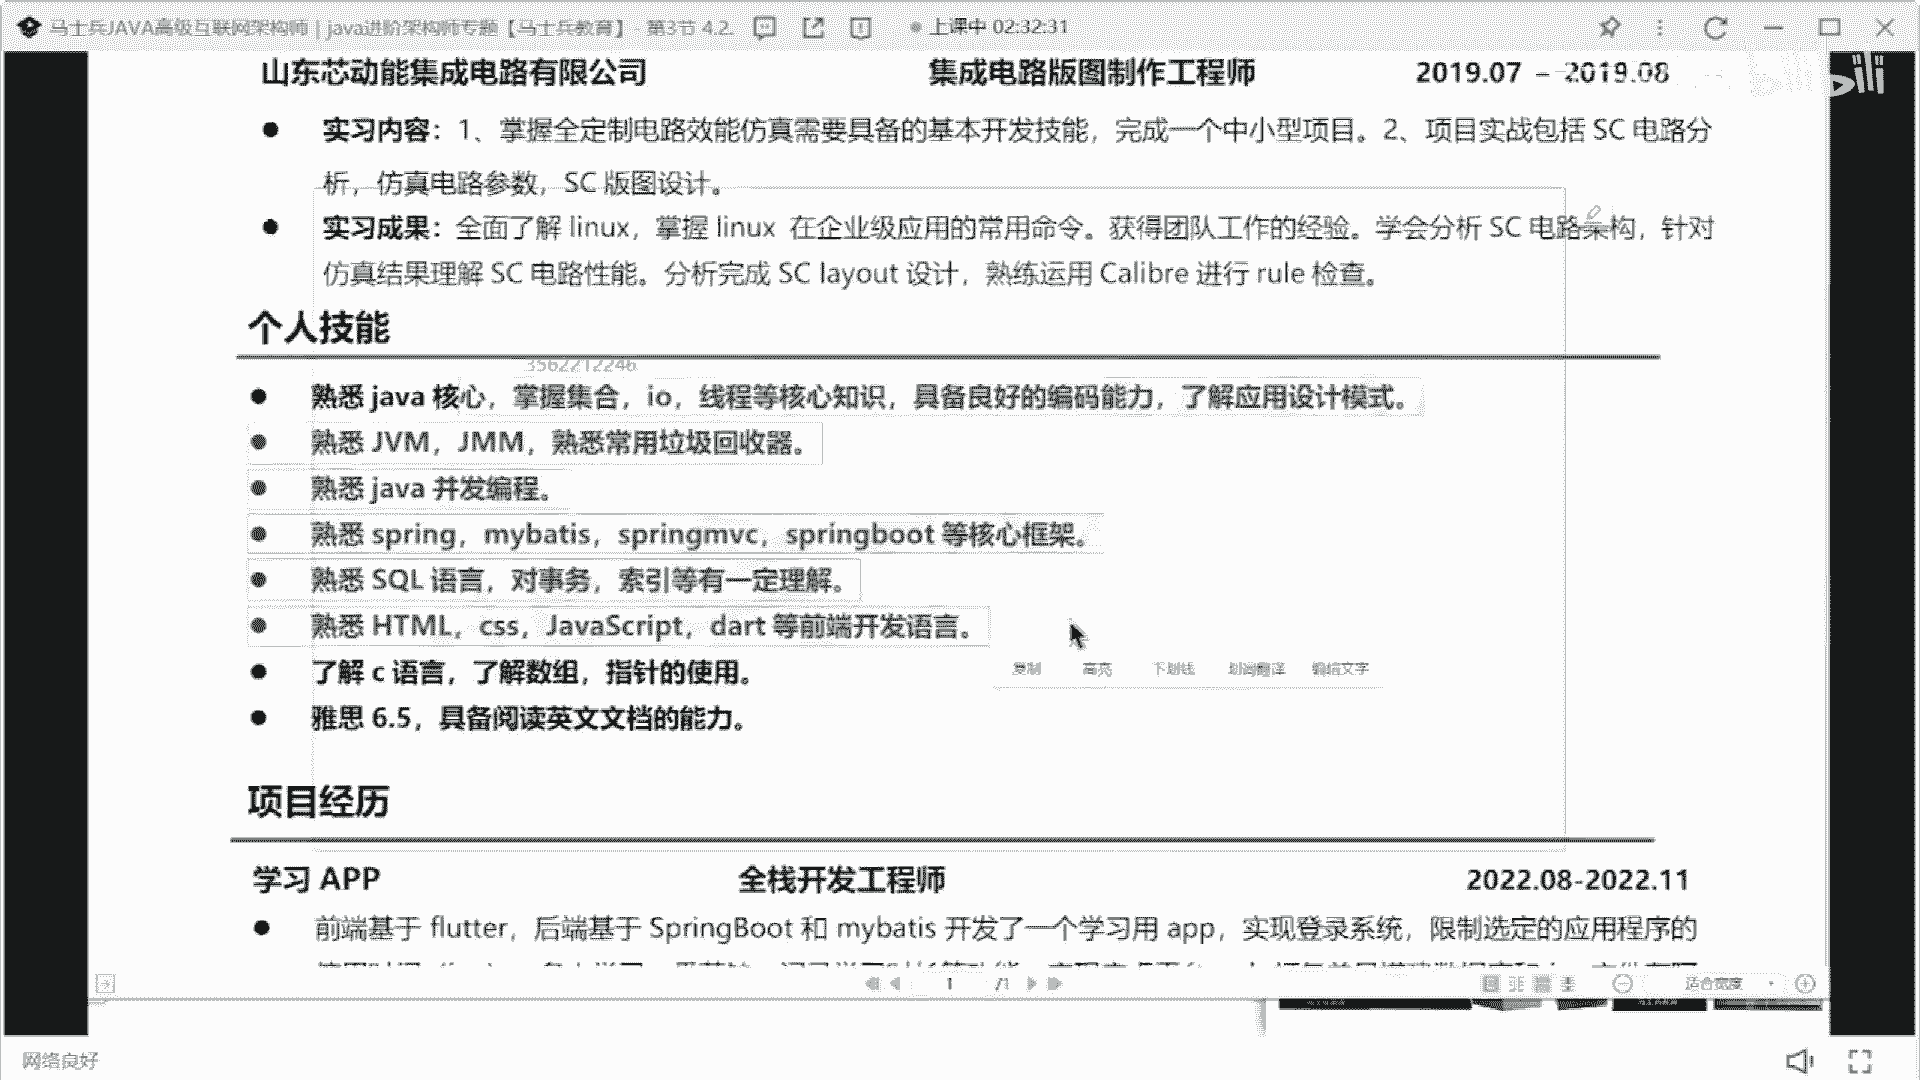 马士兵JAVA高级互联网架构师 | java进阶架构师专题【马士兵教育】 - 第3节 4.2. 上课中 02:32:31
山东芯动能集成电路有限公司 集成电路版图制作工程师 2019.07 – 2019.08
● 实习内容：1、掌握全定制电路效能仿真需要具备的基本开发技能，完成一个中小型项目。2、项目实战包括 SC 电路分
析，仿真电路参数，SC 版图设计。
● 实习成果：全面了解 linux，掌握 linux 在企业级应用的常用命令。获得团队工作的经验。学会分析 SC 电路架构，针对
仿真结果理解 SC 电路性能。分析完成 SC layout 设计，熟练运用 Calibre 进行 rule 检查。
个人技能
3562212246
● 熟悉 java 核心，掌握集合，io，线程等核心知识，具备良好的编码能力，了解应用设计模式。
● 熟悉 JVM，JMM，熟悉常用垃圾回收器。
● 熟悉 java 并发编程。
● 熟悉 spring，mybatis，springmvc，springboot 等核心框架。
● 熟悉 SQL 语言，对事务，索引等有一定理解。
● 熟悉 HTML，css，JavaScript，dart 等前端开发语言。
● 了解 c 语言，了解数组，指针的使用。
复制 高亮 下划线 划词翻译 编辑文字
● 雅思 6.5，具备阅读英文文档的能力。
项目经历
学习 APP 全栈开发工程师 2022.08-2022.11
● 前端基于 flutter，后端基于 SpringBoot 和 mybatis 开发了一个学习用 app，实现登录系统，限制选定的应用程序的
1 /1 适合宽度
网络良好